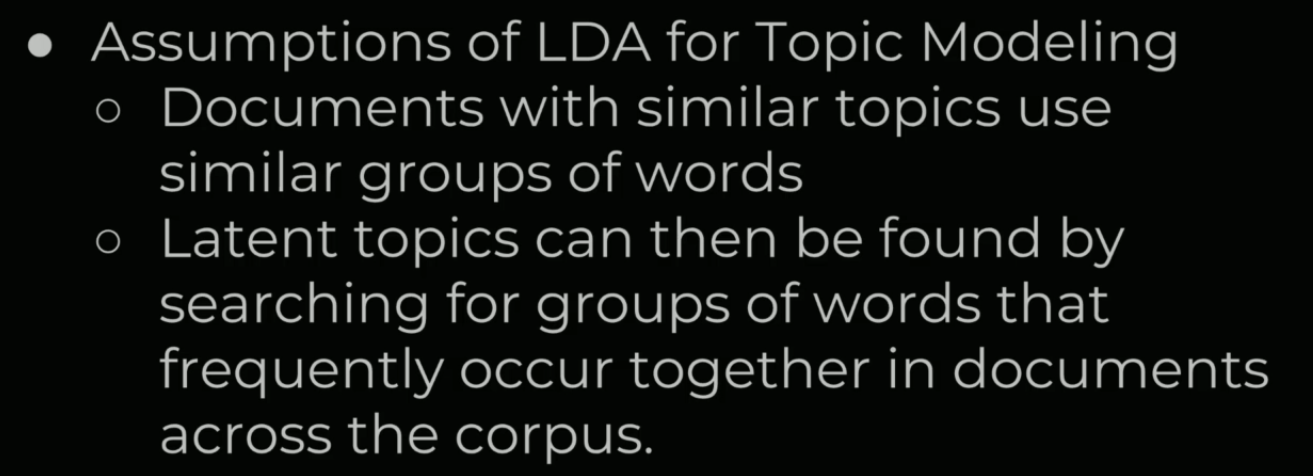 ● Assumptions of LDA for Topic Modeling
○ Documents with similar topics use
similar groups of words
○ Latent topics can then be found by
searching for groups of words that
frequently occur together in documents
across the corpus.